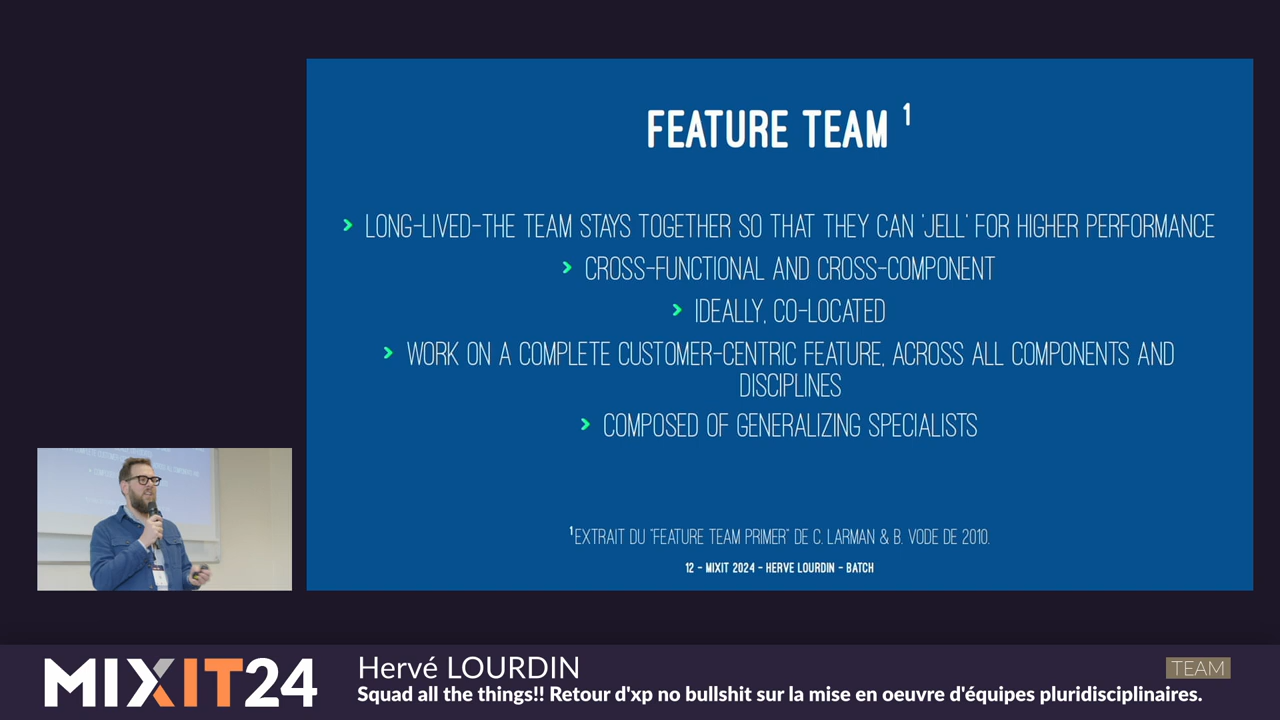 FEATURE TEAM 1
> LONG-LIVED-THE TEAM STAYS TOGETHER SO THAT THEY CAN 'JELL' FOR HIGHER PERFORMANCE
> CROSS-FUNCTIONAL AND CROSS-COMPONENT
> IDEALLY, CO-LOCATED
> WORK ON A COMPLETE CUSTOMER-CENTRIC FEATURE, ACROSS ALL COMPONENTS AND
DISCIPLINES
> COMPOSED OF GENERALIZING SPECIALISTS
1 EXTRAIT DU "FEATURE TEAM PRIMER" DE C. LARMAN & B. VODE DE 2010.
12 - MIXIT 2024 - HERVE LOURDIN - BATCH
MIXIT24
Hervé LOURDIN
TEAM
Squad all the things!! Retour d'xp no bullshit sur la mise en oeuvre d'équipes pluridisciplinaires.